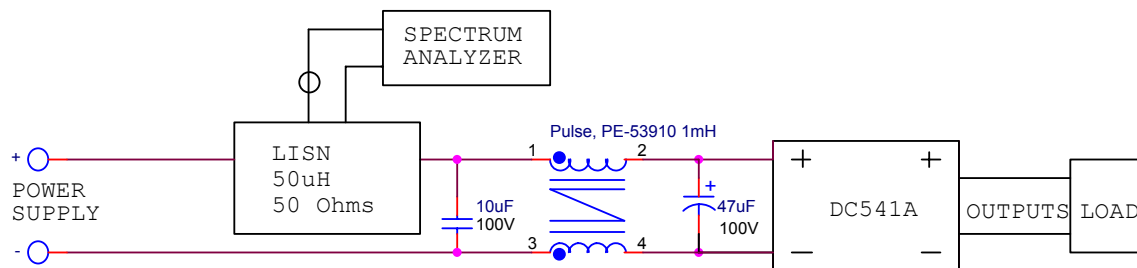 SPECTRUM
ANALYZER
Pulse, PE-53910 1mH
+
POWER
SUPPLY
-
LISN
50uH
50 Ohms
1
2
3
4
10uF
100V
+
47uF
100V
+
+
DC541A
-
-
OUTPUTS
LOAD